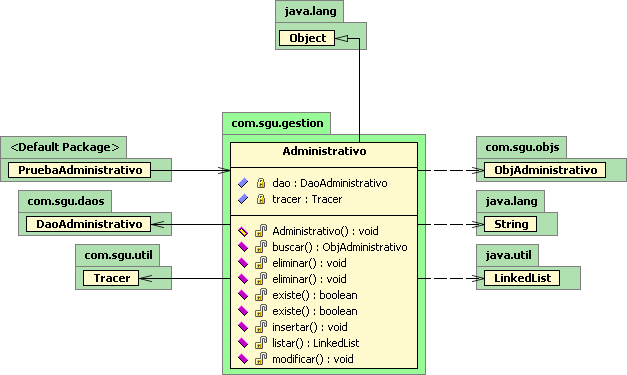 java.lang
Object
com.sgu.gestion
Administrativo
dao : DaoAdministrativo
tracer : Tracer
Administrativo() : void
buscar() : ObjAdministrativo
eliminar() : void
eliminar() : void
existe() : boolean
existe() : boolean
insertar() : void
listar() : LinkedList
modificar() : void
<Default Package>
PruebaAdministrativo
com.sgu.daos
DaoAdministrativo
com.sgu.util
Tracer
com.sgu.objs
ObjAdministrativo
java.lang
String
java.util
LinkedList